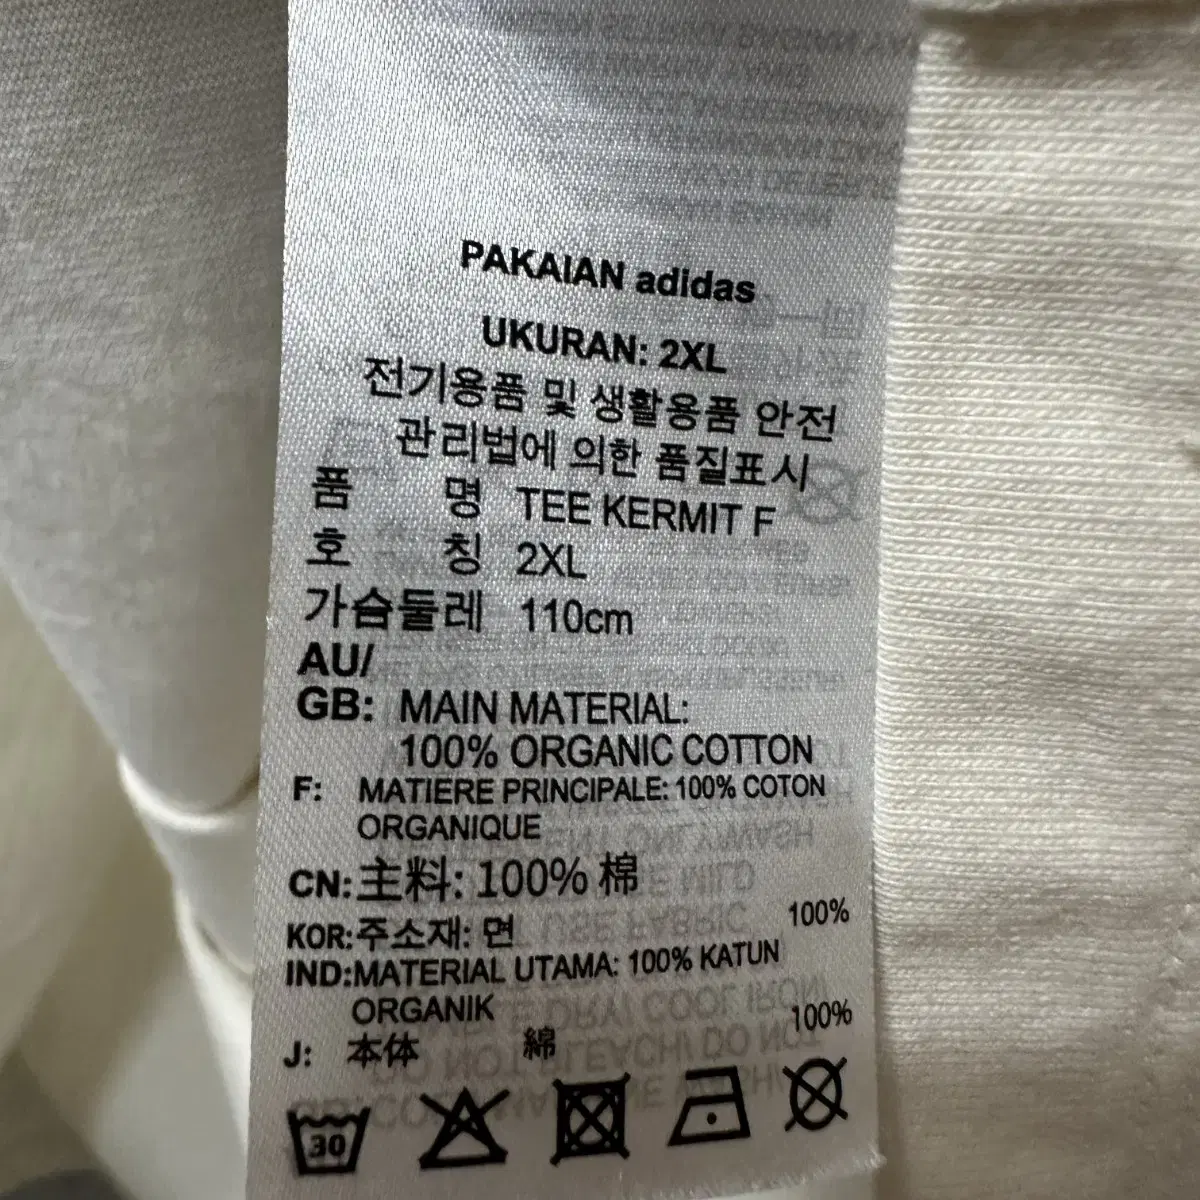 PAKAIAN adidas
UKURAN: 2XL
전기용품 및 생활용품 안전
관리법에 의한 품질표시
품 명 TEE KERMIT F
호 칭 2XL
가슴둘레 110cm
AU/
GB: MAIN MATERIAL:
100% ORGANIC COTTON
F: MATIERE PRINCIPALE: 100% COTON
ORGANIQUE
CN: 主料: 100% 棉
KOR: 주소재: 면 100%
IND: MATERIAL UTAMA: 100% KATUN
ORGANIK
J: 本体 綿 100%
30